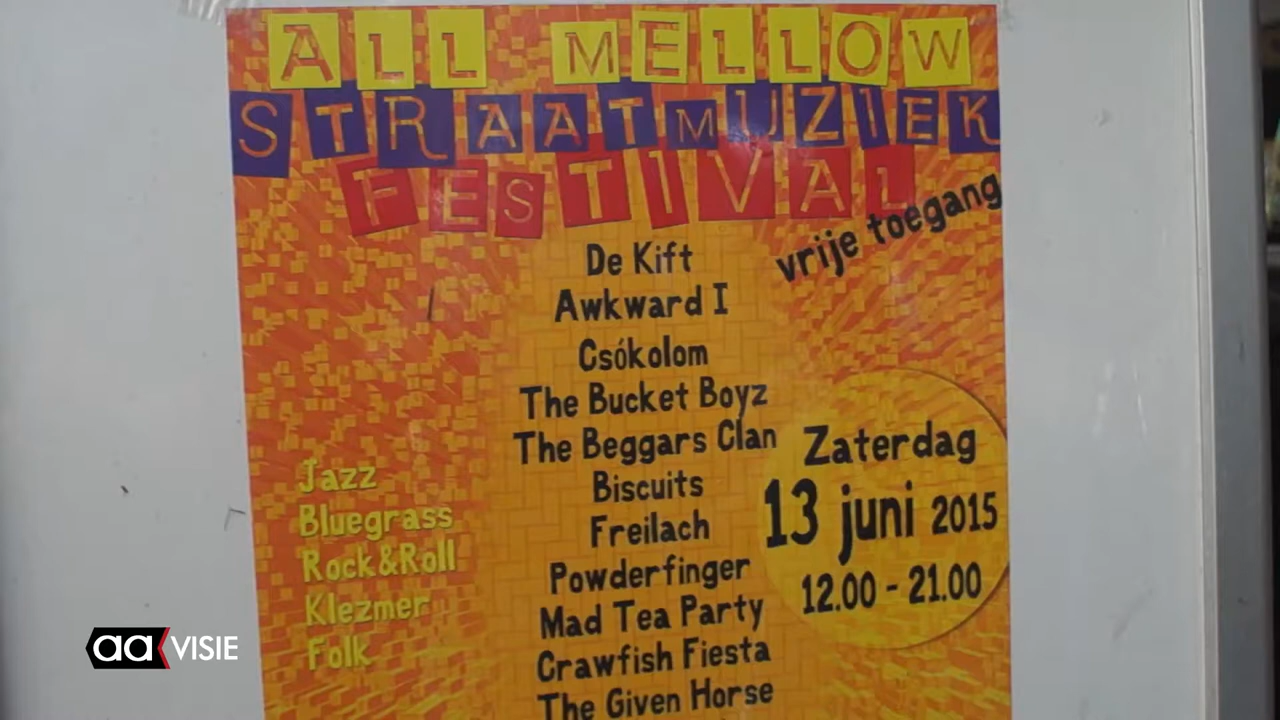 ALL MELLOW
STRAATMUZIEK
FESTIVAL
vrije toegang
De Kift
Awkward I
Csókolom
The Bucket Boyz
The Beggars Clan
Biscuits
Freilach
Powderfinger
Mad Tea Party
Crawfish Fiesta
The Given Horse
Zaterdag
13 juni 2015
12.00 - 21.00
Jazz
Bluegrass
Rock&Roll
Klezmer
Folk
aa VISIE